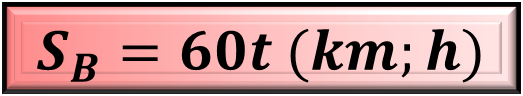 S_B = 60t (km; h)